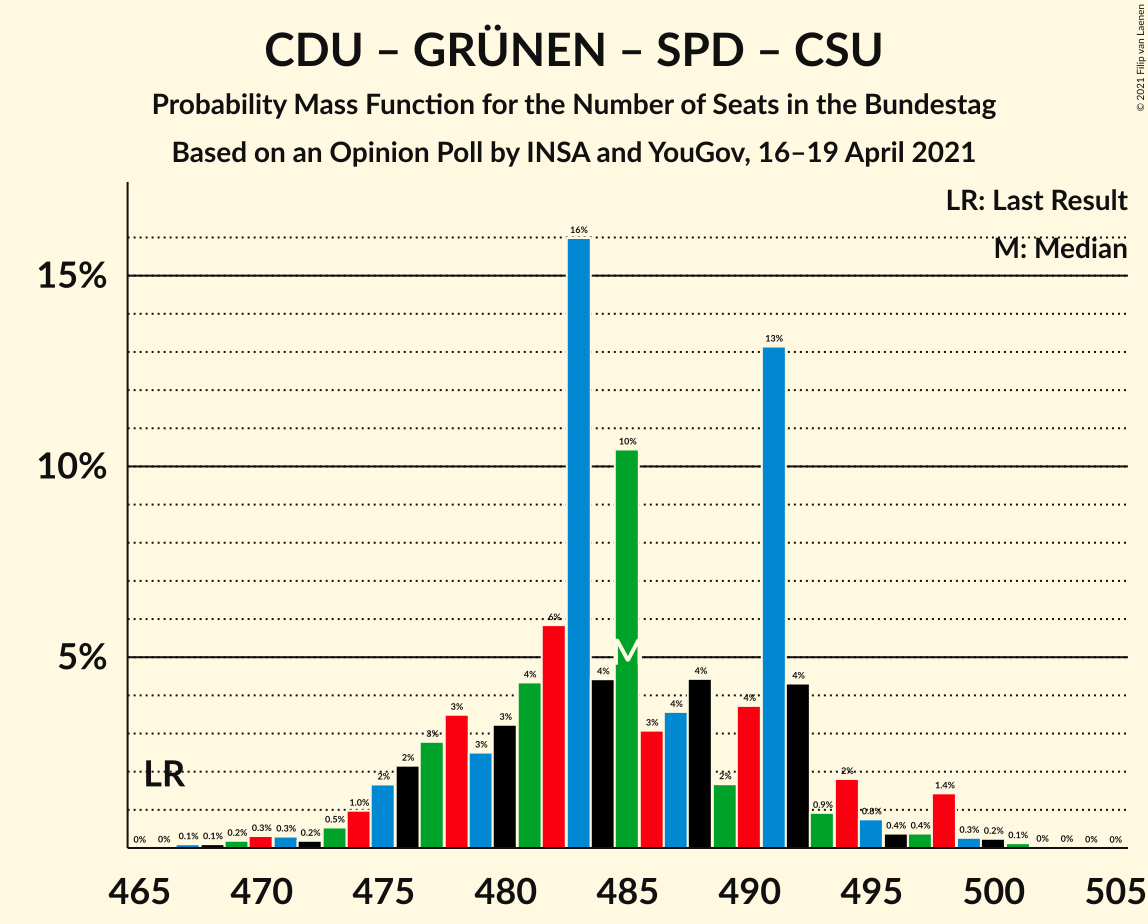 CDU – GRÜNEN – SPD – CSU
Probability Mass Function for the Number of Seats in the Bundestag
Based on an Opinion Poll by INSA and YouGov, 16–19 April 2021
© 2021 Filip van Laenen
LR: Last Result
M: Median
15%
10%
5%
LR
M
0% 0% 0.1% 0.1% 0.2% 0.3% 0.3% 0.2% 0.5% 1.0% 2% 2% 3% 3% 3% 3% 4% 6% 16% 4% 10% 3% 4% 4% 2% 4% 13% 4% 0.9% 2% 0.8% 0.4% 0.4% 1.4% 0.3% 0.2% 0.1% 0% 0% 0% 0%
465 470 475 480 485 490 495 500 505